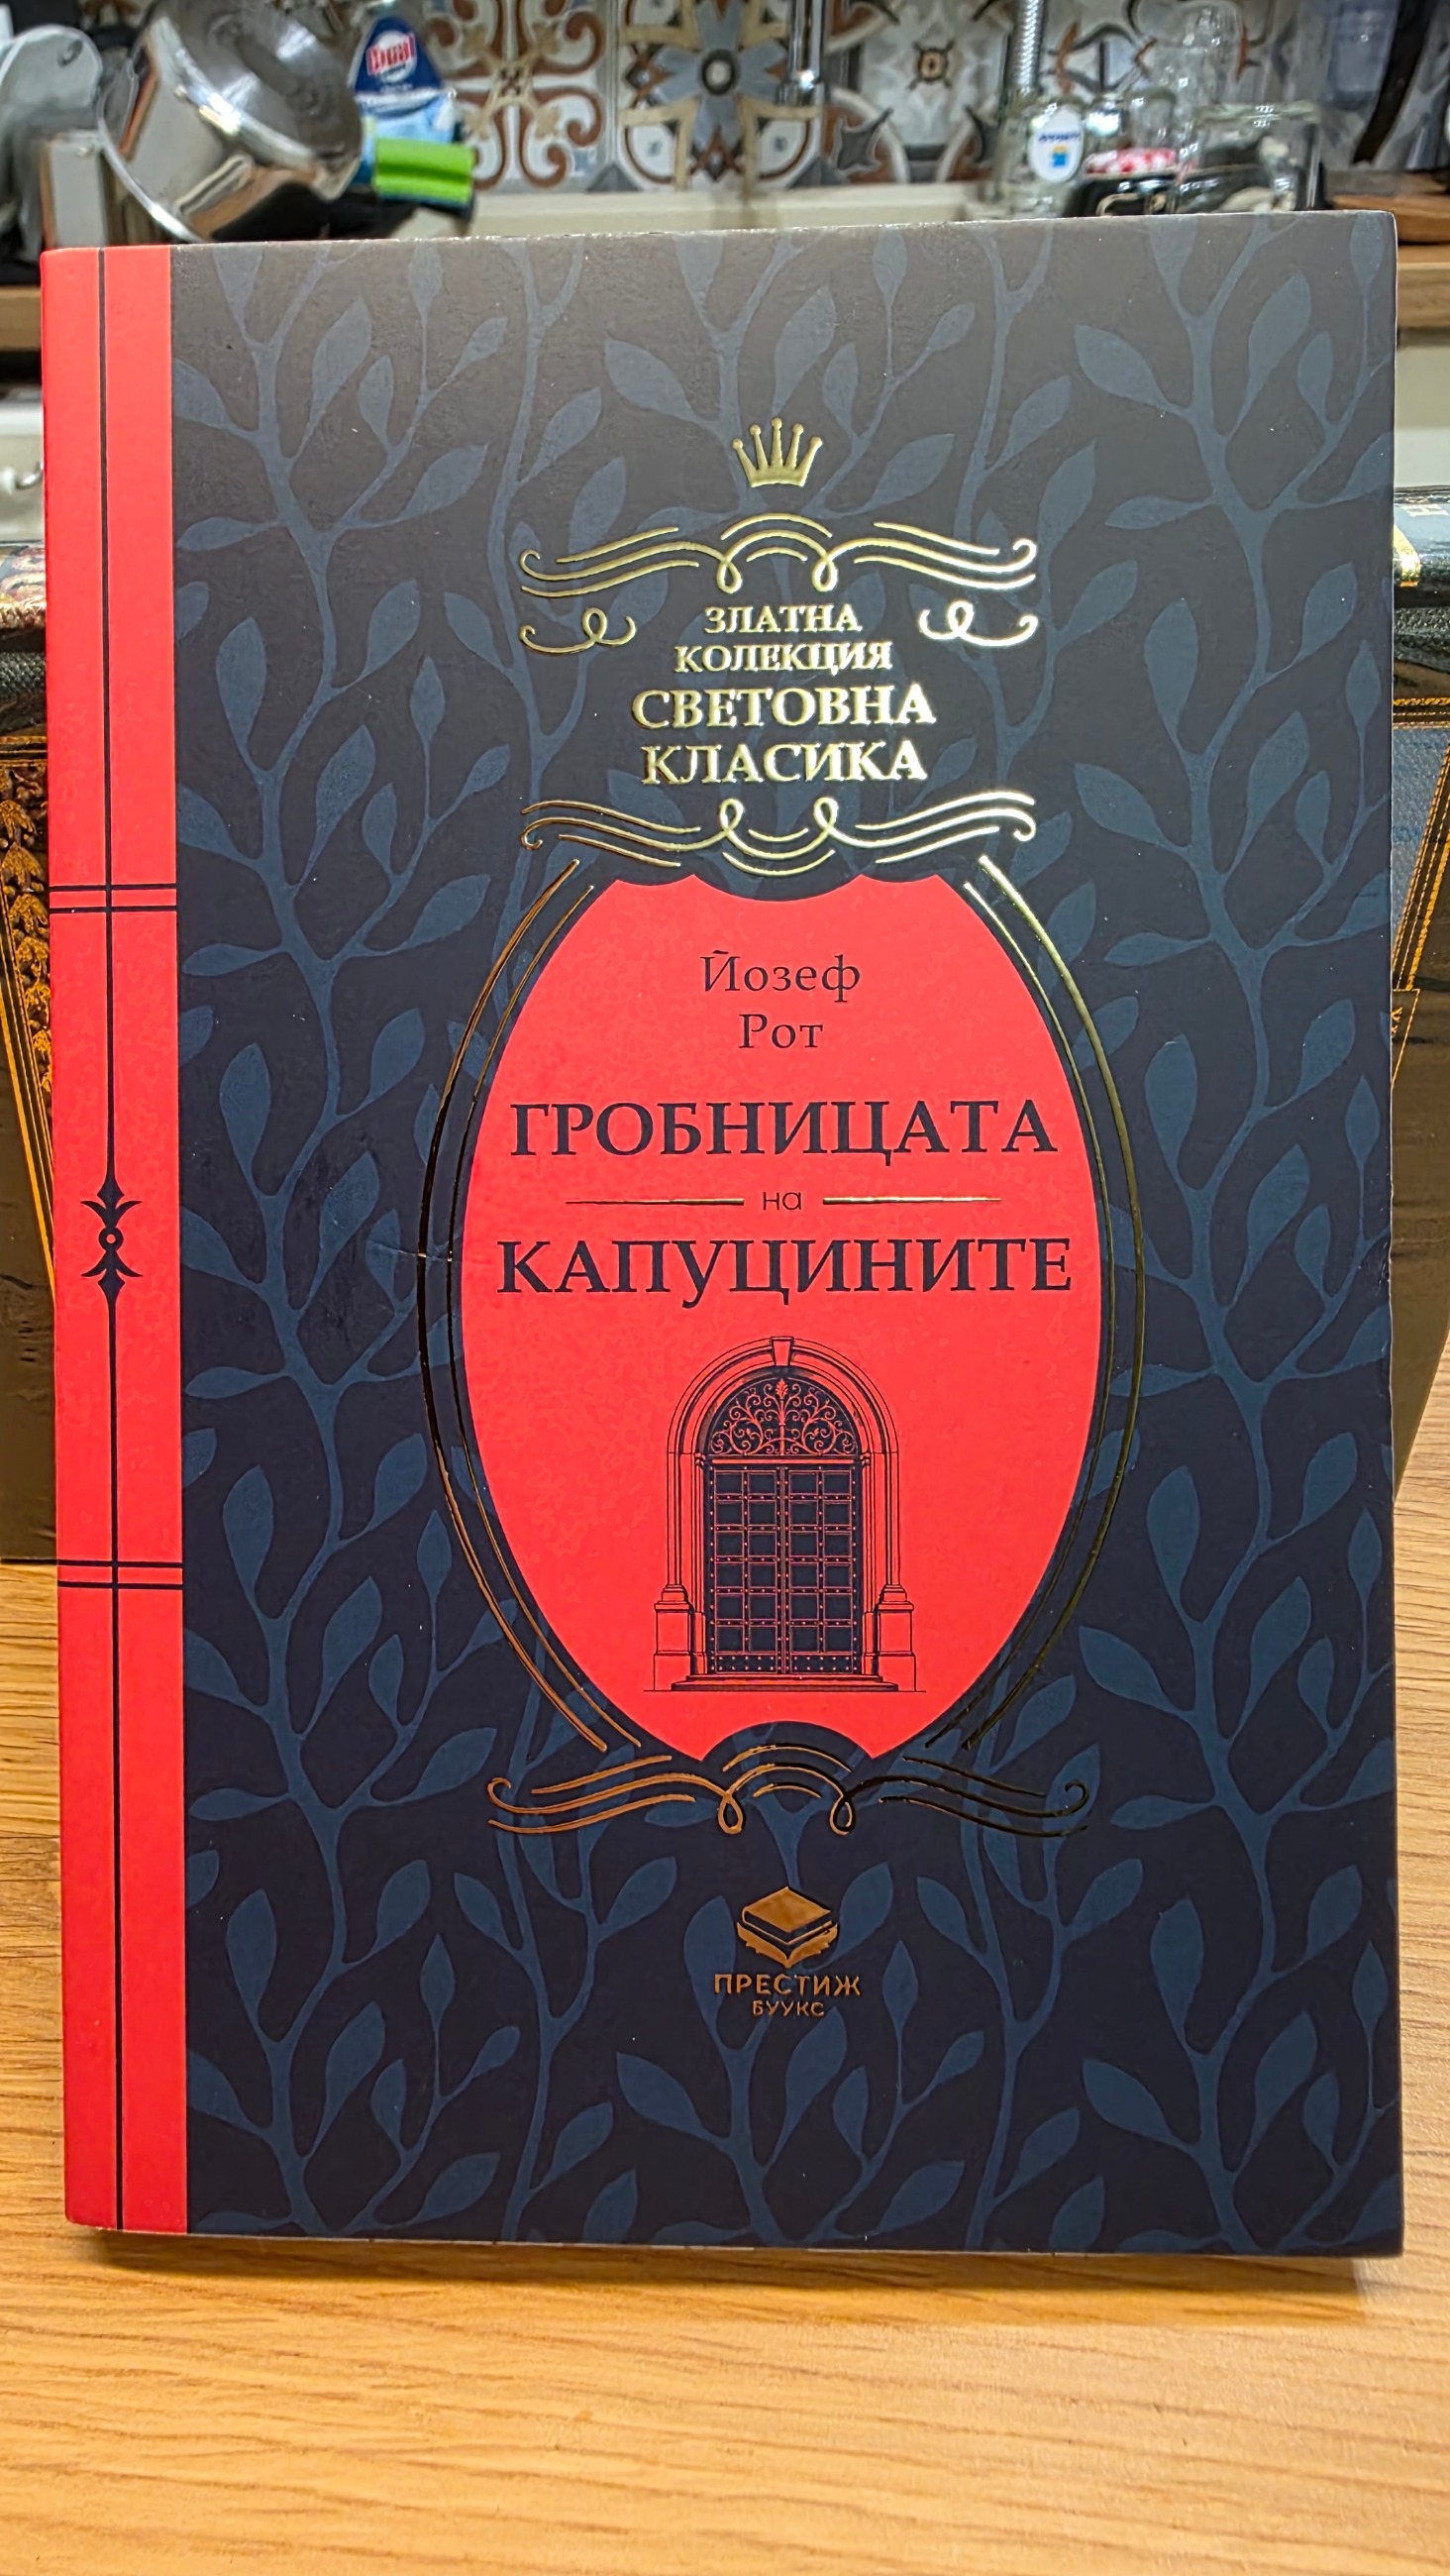 ЗЛАТНА
КОЛЕКЦИЯ
СВЕТОВНА
КЛАСИКА
Йозеф
Рот
ГРОБНИЦАТА
на
КАПУЦИНИТЕ
ПРЕСТИЖ
БУУКС